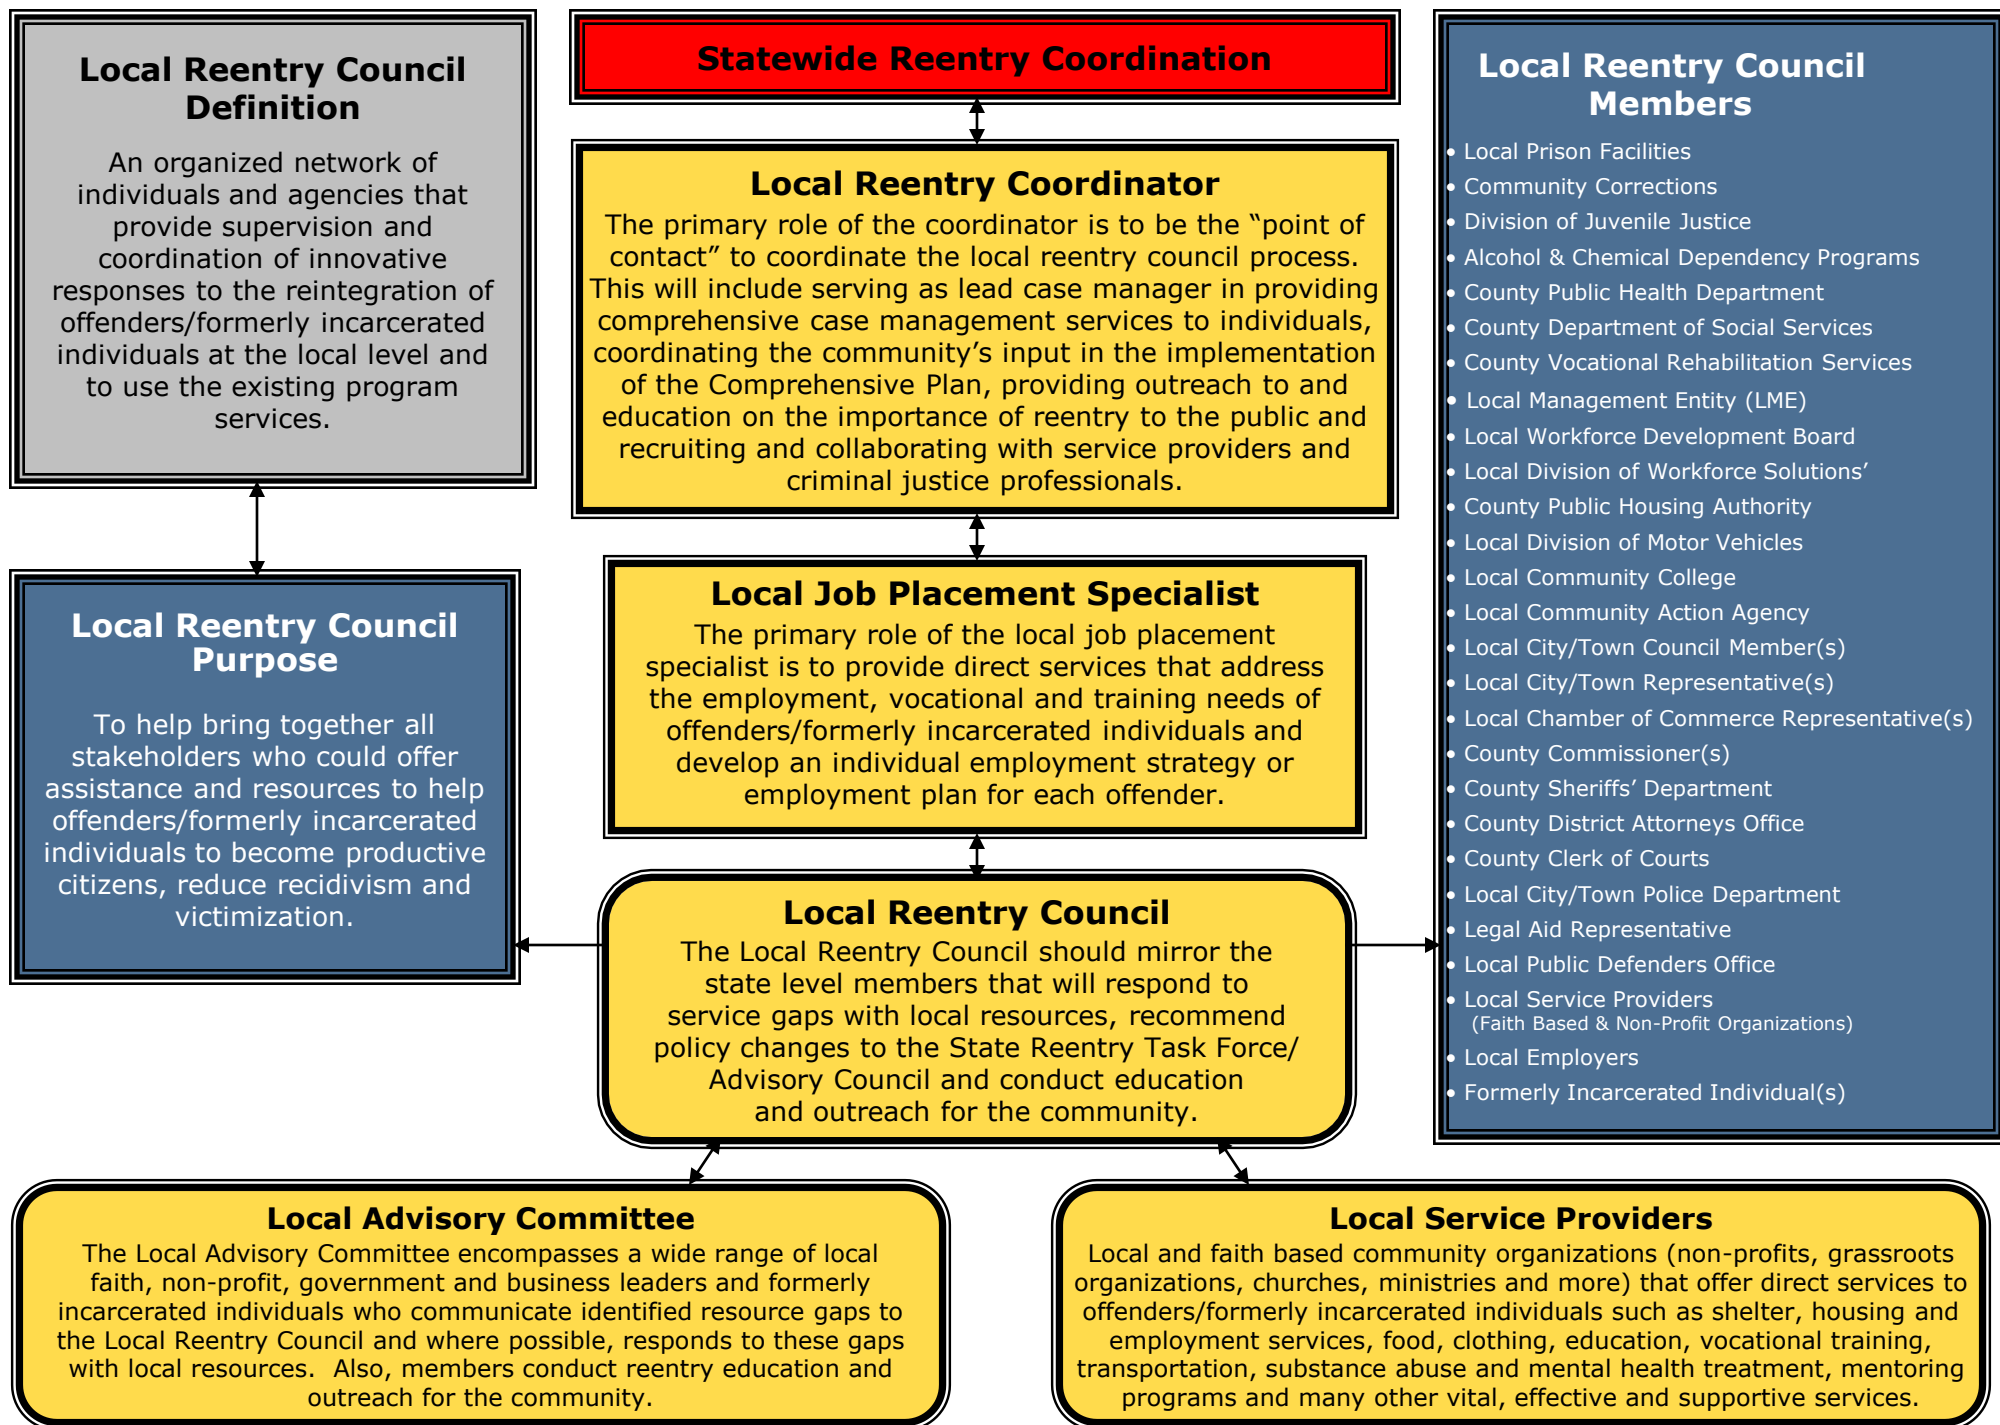 Local Reentry Council
Definition
An organized network of
individuals and agencies that
provide supervision and
coordination of innovative
responses to the reintegration of
offenders/formerly incarcerated
individuals at the local level and
to use the existing program
services.
Local Reentry Council
Purpose
To help bring together all
stakeholders who could offer
assistance and resources to help
offenders/formerly incarcerated
individuals to become productive
citizens, reduce recidivism and
victimization.
Statewide Reentry Coordination
Local Reentry Coordinator
The primary role of the coordinator is to be the “point of
contact” to coordinate the local reentry council process.
This will include serving as lead case manager in providing
comprehensive case management services to individuals,
coordinating the community’s input in the implementation
of the Comprehensive Plan, providing outreach to and
education on the importance of reentry to the public and
recruiting and collaborating with service providers and
criminal justice professionals.
Local Job Placement Specialist
The primary role of the local job placement
specialist is to provide direct services that address
the employment, vocational and training needs of
offenders/formerly incarcerated individuals and
develop an individual employment strategy or
employment plan for each offender.
Local Reentry Council
The Local Reentry Council should mirror the
state level members that will respond to
service gaps with local resources, recommend
policy changes to the State Reentry Task Force/
Advisory Council and conduct education
and outreach for the community.
Local Reentry Council
Members
• Local Prison Facilities
• Community Corrections
• Division of Juvenile Justice
• Alcohol & Chemical Dependency Programs
• County Public Health Department
• County Department of Social Services
• County Vocational Rehabilitation Services
• Local Management Entity (LME)
• Local Workforce Development Board
• Local Division of Workforce Solutions’
• County Public Housing Authority
• Local Division of Motor Vehicles
• Local Community College
• Local Community Action Agency
• Local City/Town Council Member(s)
• Local City/Town Representative(s)
• Local Chamber of Commerce Representative(s)
• County Commissioner(s)
• County Sheriffs’ Department
• County District Attorneys Office
• County Clerk of Courts
• Local City/Town Police Department
• Legal Aid Representative
• Local Public Defenders Office
• Local Service Providers
(Faith Based & Non-Profit Organizations)
• Local Employers
• Formerly Incarcerated Individual(s)
Local Advisory Committee
The Local Advisory Committee encompasses a wide range of local
faith, non-profit, government and business leaders and formerly
incarcerated individuals who communicate identified resource gaps to
the Local Reentry Council and where possible, responds to these gaps
with local resources.  Also, members conduct reentry education and
outreach for the community.
Local Service Providers
Local and faith based community organizations (non-profits, grassroots
organizations, churches, ministries and more) that offer direct services to
offenders/formerly incarcerated individuals such as shelter, housing and
employment services, food, clothing, education, vocational training,
transportation, substance abuse and mental health treatment, mentoring
programs and many other vital, effective and supportive services.